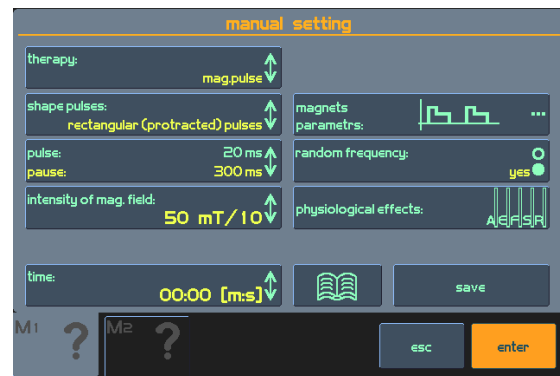 manual setting
therapy:
mag.pulse
shape pulses:
rectangular (protracted) pulses
magnets
parametrs:
...
pulse: 20 ms
pause: 300 ms
random frequency:
yes
intensity of mag. field:
50 mT/10
physiological effects:
A E F S R
time:
00:00 [m:s]
save
M1 ?
M2 ?
esc
enter